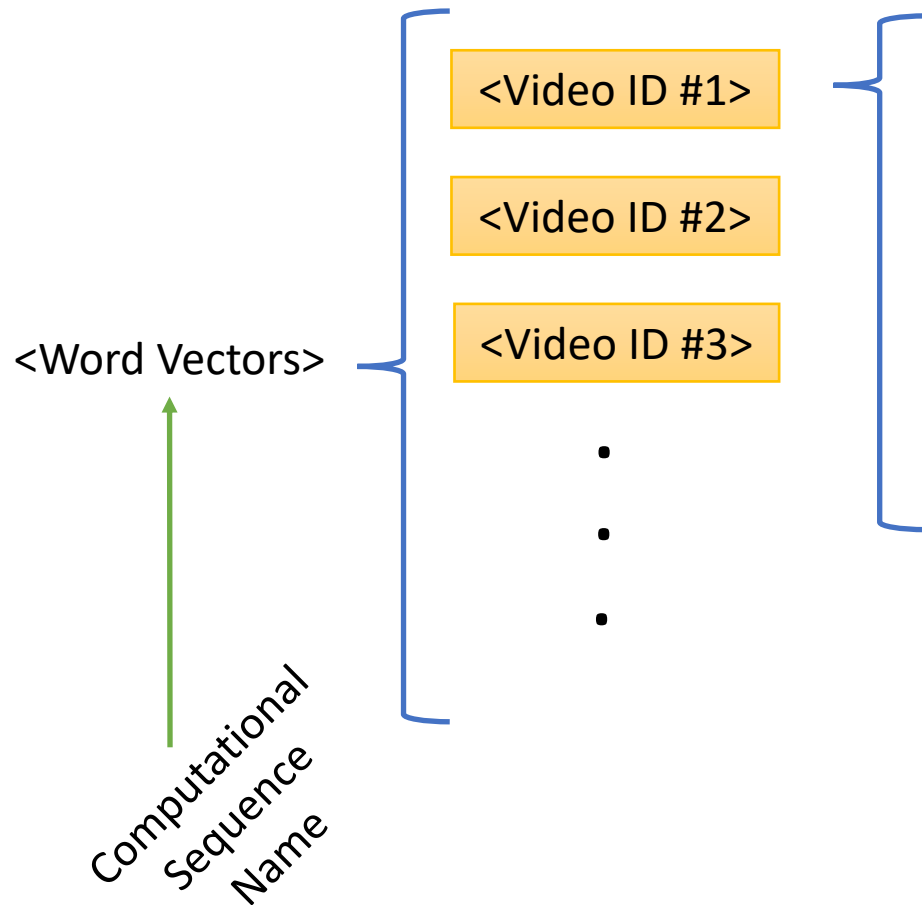 <Video ID #1>
<Video ID #2>
<Word Vectors>
<Video ID #3>
.
.
.
Computational
Sequence
Name